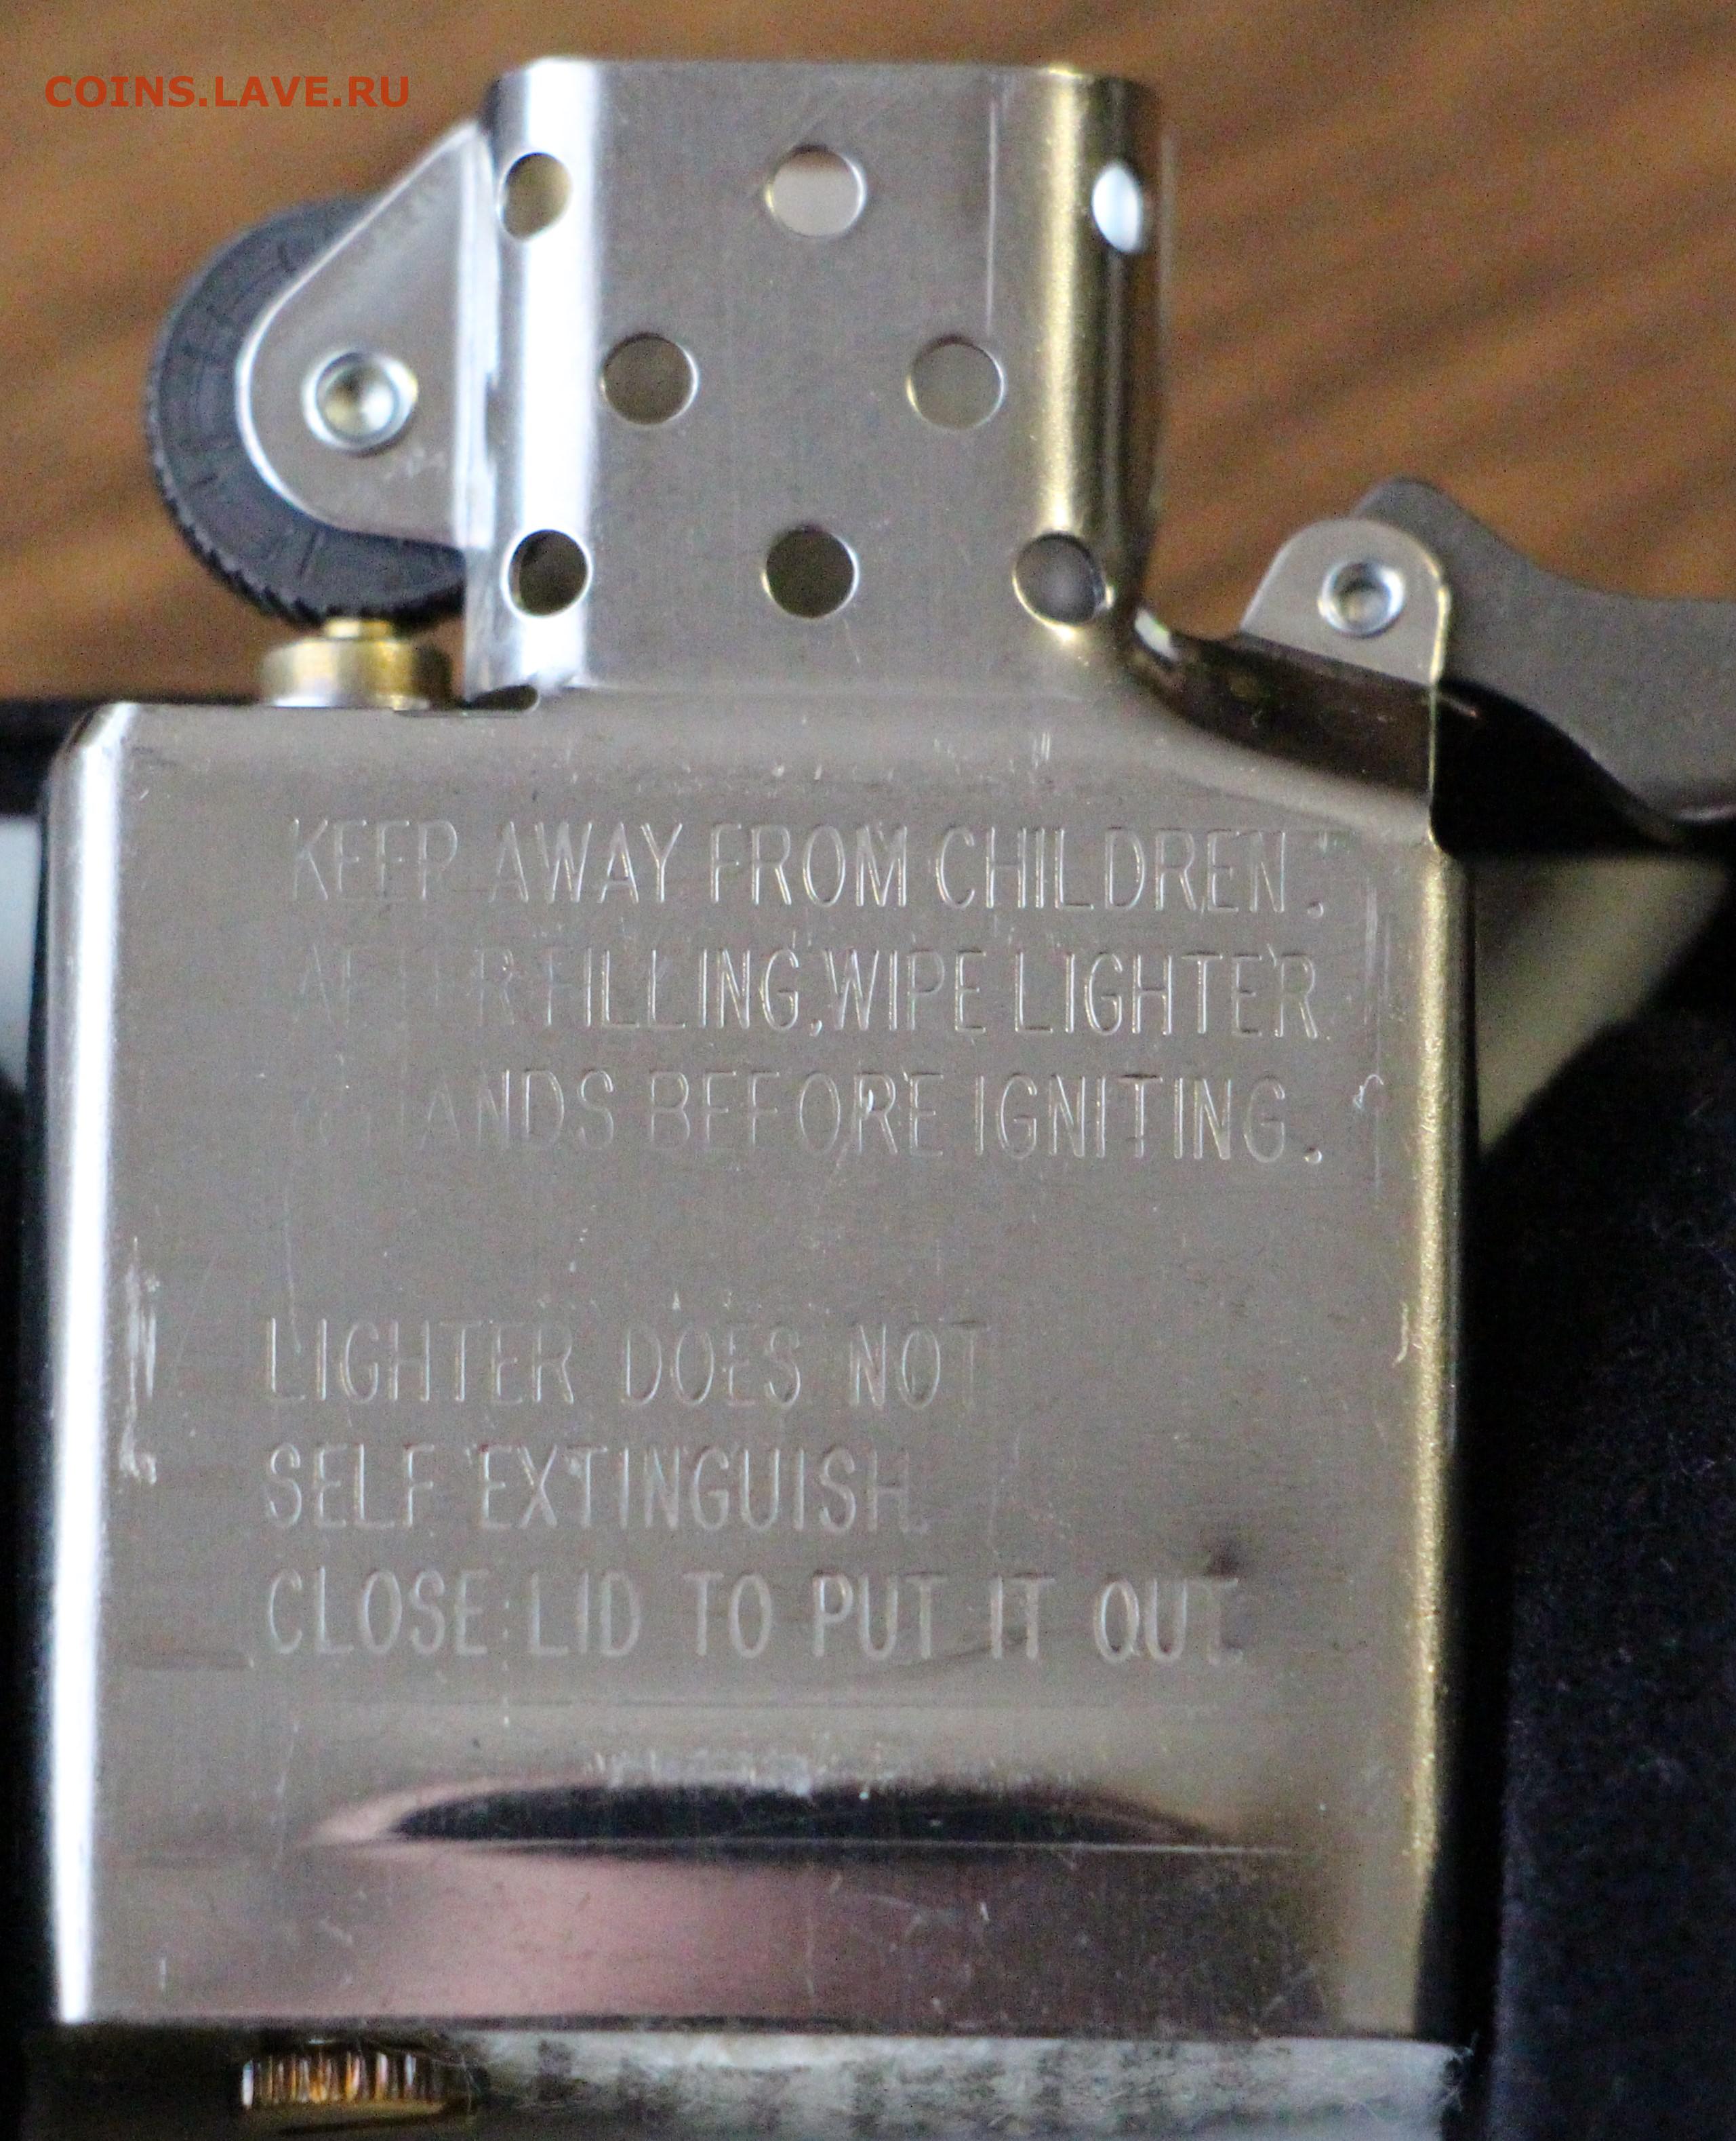 COINS.LAVE.RU
KEEP AWAY FROM CHILDREN.
AFTER FILLING, WIPE LIGHTER
& HANDS BEFORE IGNITING.
LIGHTER DOES NOT
SELF EXTINGUISH.
CLOSE LID TO PUT IT OUT.